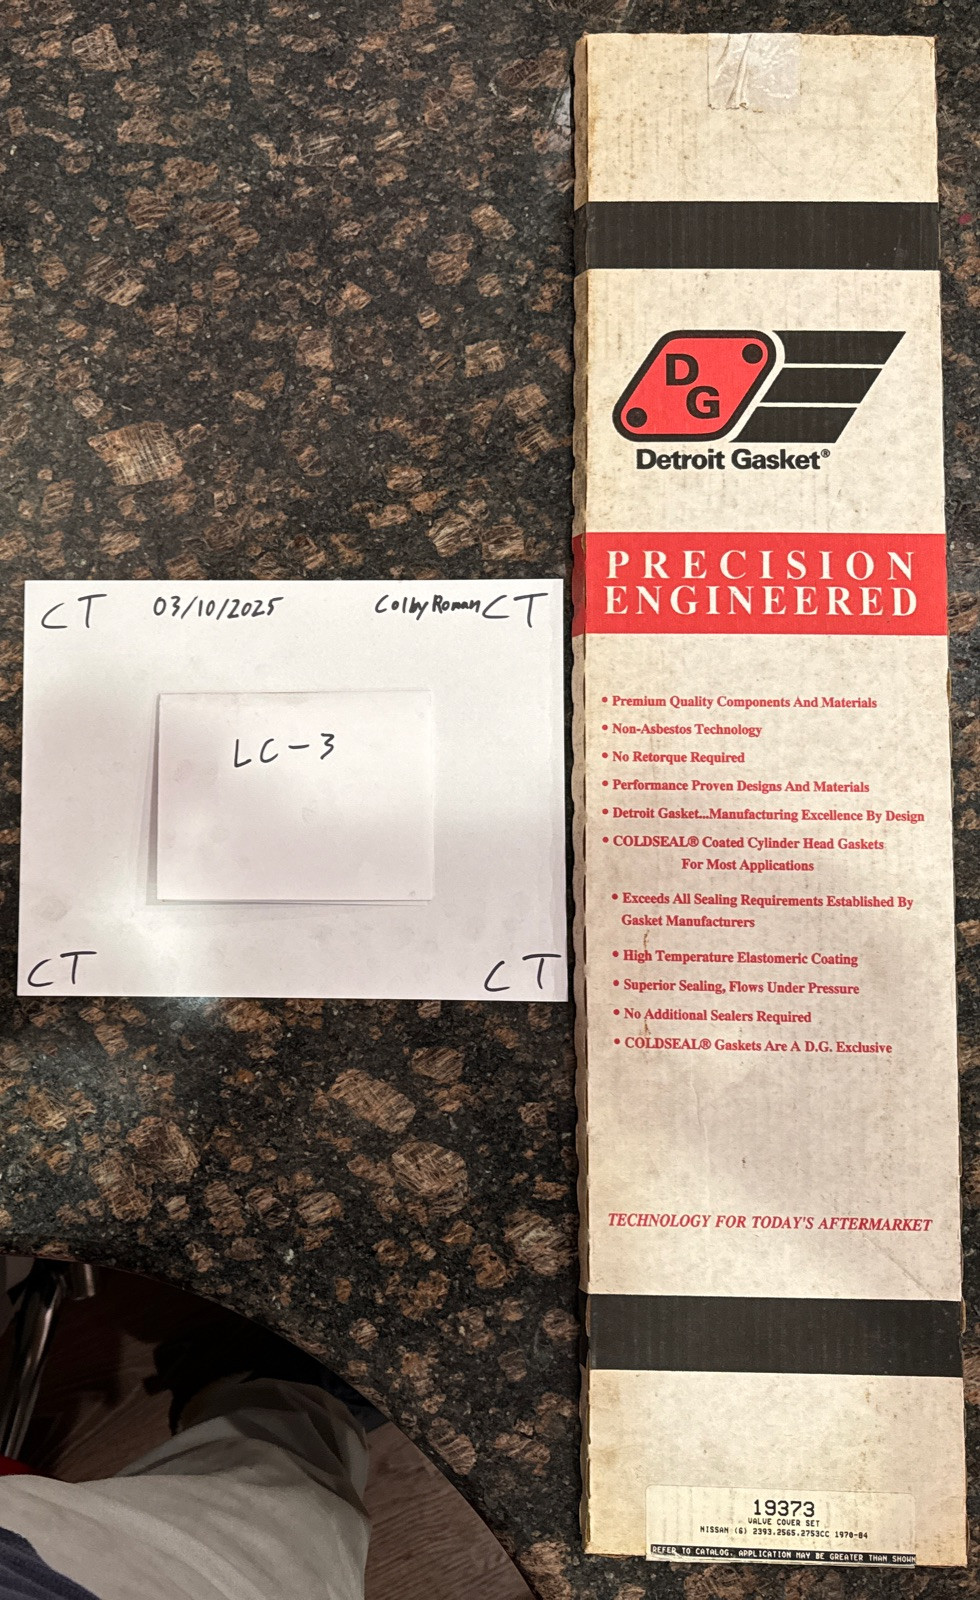 CT 03/10/2025 Colby Roman CT
LC-3
CT CT
DG
Detroit Gasket®
PRECISION
ENGINEERED
• Premium Quality Components And Materials
• Non-Asbestos Technology
• No Retorque Required
• Performance Proven Designs And Materials
• Detroit Gasket...Manufacturing Excellence By Design
• COLDSEAL® Coated Cylinder Head Gaskets
For Most Applications
• Exceeds All Sealing Requirements Established By
Gasket Manufacturers
• High Temperature Elastomeric Coating
• Superior Sealing, Flows Under Pressure
• No Additional Sealers Required
• COLDSEAL® Gaskets Are A D.G. Exclusive
TECHNOLOGY FOR TODAY'S AFTERMARKET
19373
VALVE COVER SET
NISSAN (6) 2393.2565.2753CC 1970-84
REFER TO CATALOG. APPLICATION MAY BE GREATER THAN SHOWN